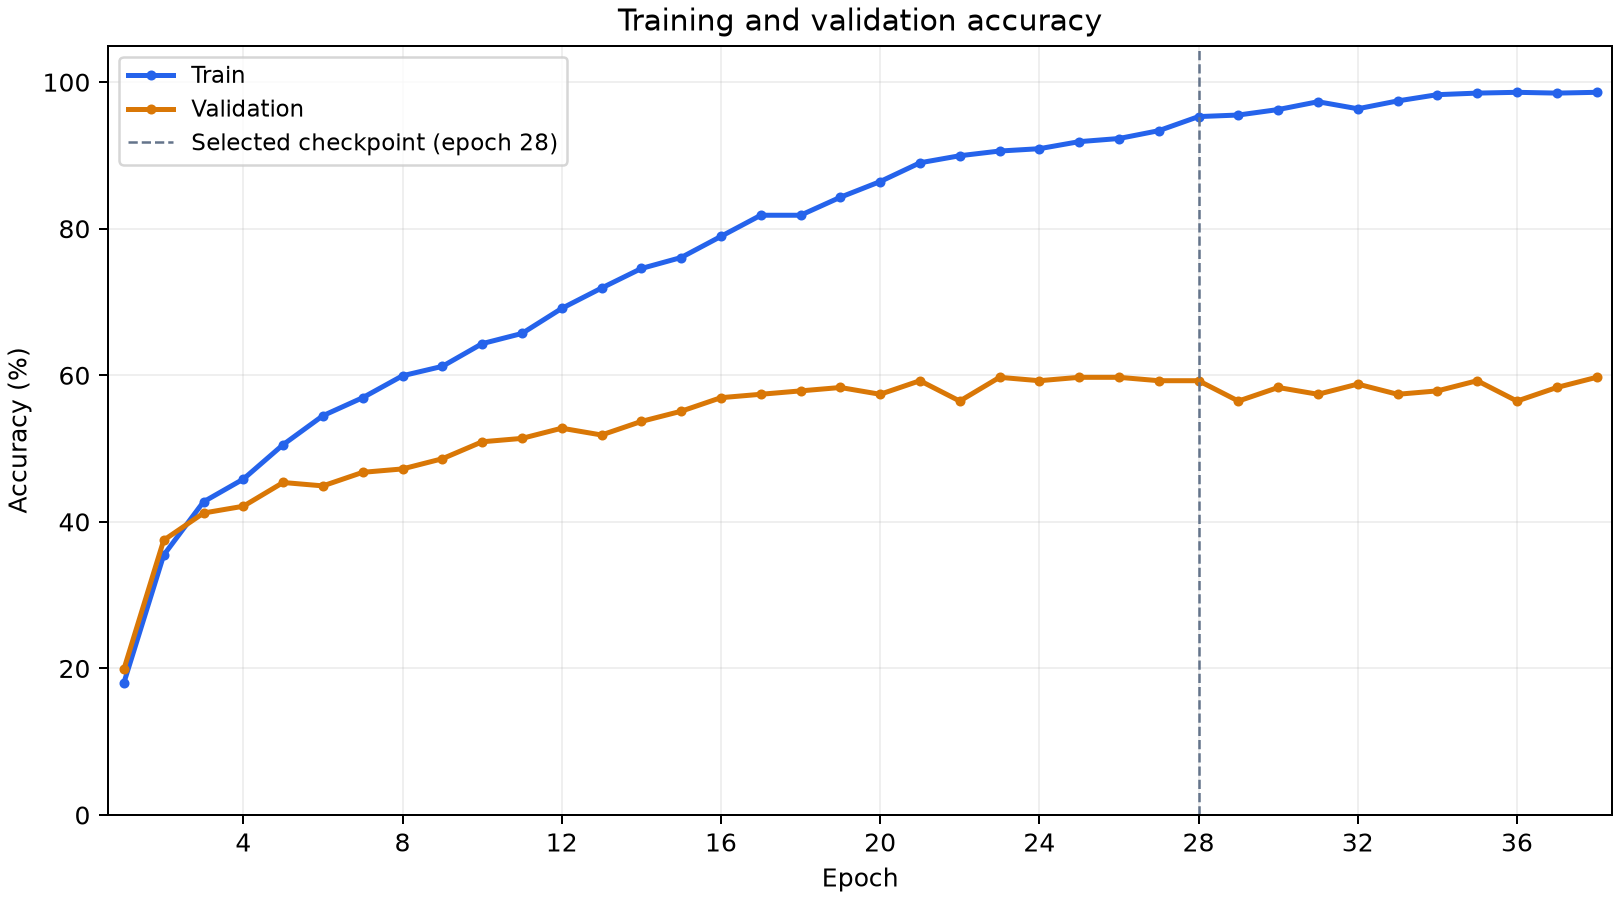 Training and validation accuracy
Train
Validation
Selected checkpoint (epoch 28)
Accuracy (%)
100
80
60
40
20
0
4 8 12 16 20 24 28 32 36
Epoch